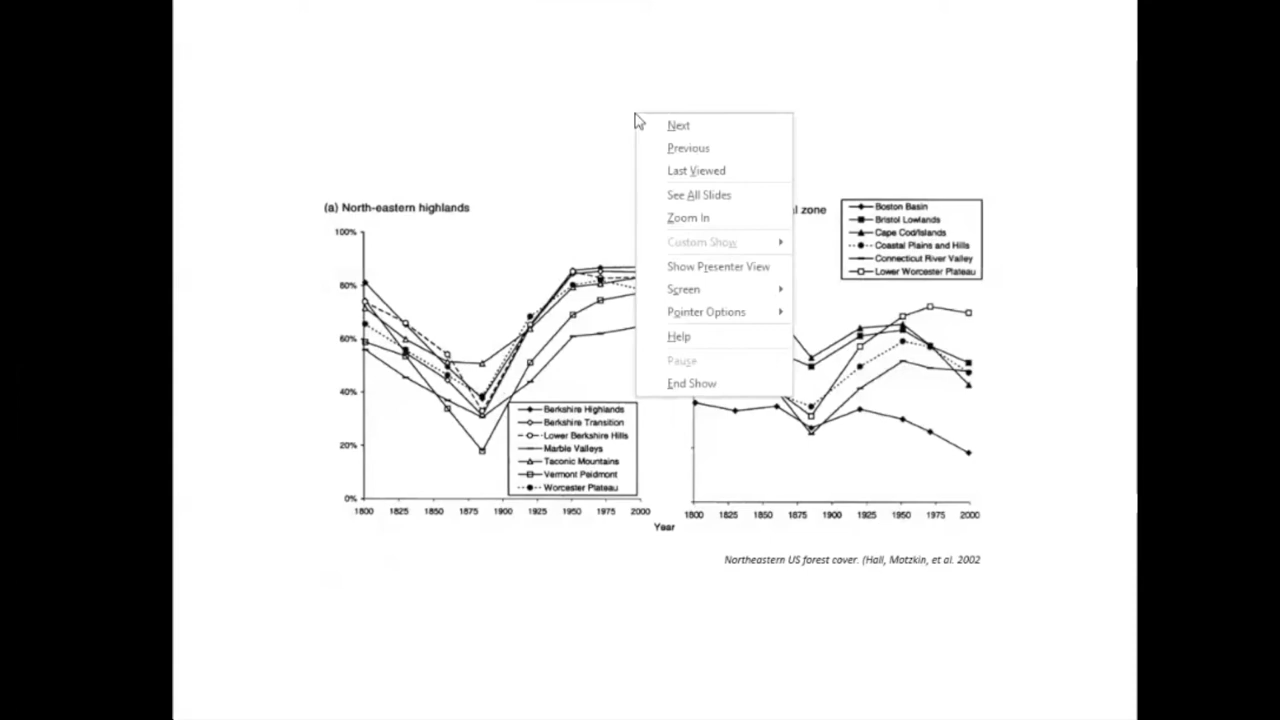 Next
Previous
Last Viewed
See All Slides
Zoom In
Custom Show
Show Presenter View
Screen
Pointer Options
Help
Pause
End Show
(a) North-eastern highlands
100%
80%
60%
40%
20%
0%
Berkshire Highlands
Berkshire Transition
Lower Berkshire Hills
Marble Valleys
Taconic Mountains
Vermont Peidmont
Worcester Plateau
1800 1825 1850 1875 1900 1925 1950 1975 2000
Year
l zone
Boston Basin
Bristol Lowlands
Cape Cod/Islands
Coastal Plains and Hills
Connecticut River Valley
Lower Worcester Plateau
1800 1825 1850 1875 1900 1925 1950 1975 2000
Northeastern US forest cover. (Hall, Motzkin, et al. 2002